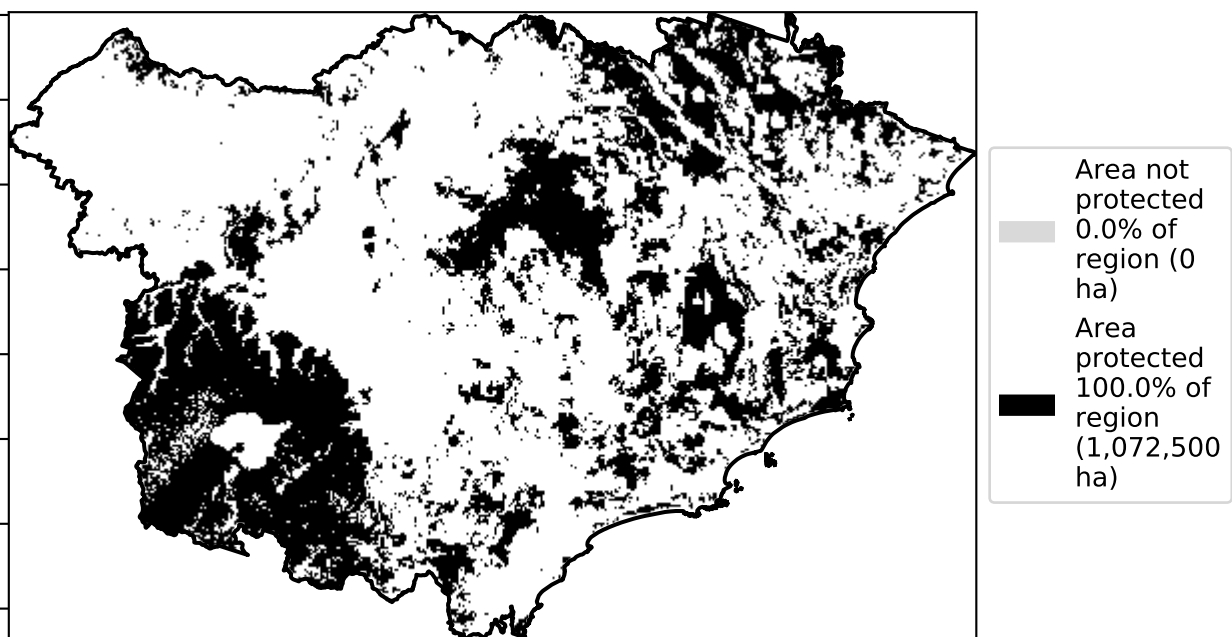 Area not
protected
0.0% of
region (0
ha)
Area
protected
100.0% of
region
(1,072,500
ha)